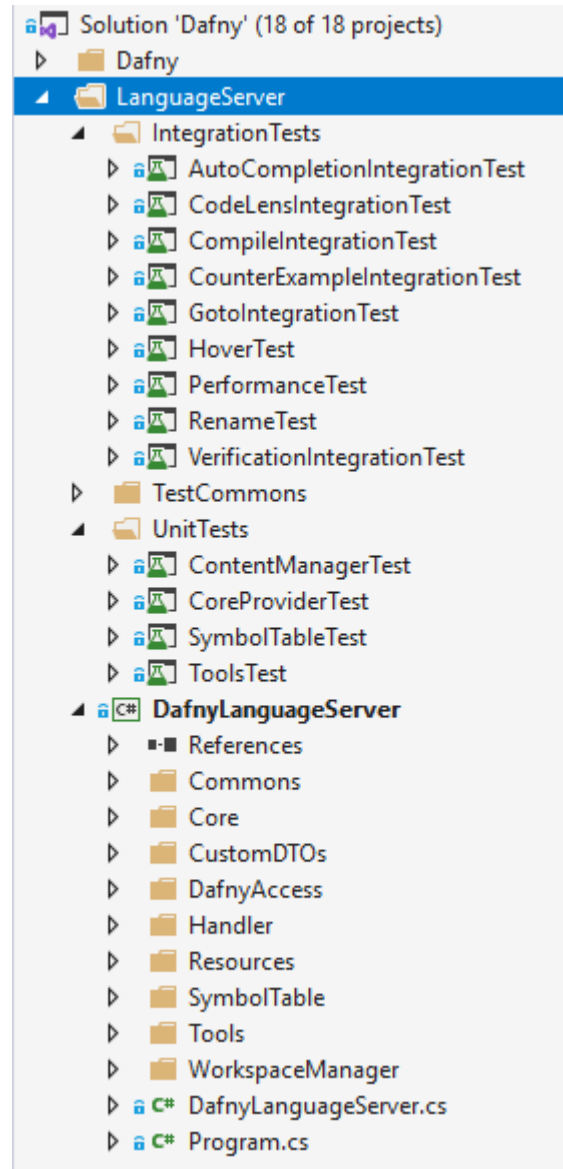 Solution 'Dafny' (18 of 18 projects)
Dafny
LanguageServer
IntegrationTests
AutoCompletionIntegrationTest
CodeLensIntegrationTest
CompileIntegrationTest
CounterExampleIntegrationTest
GotoIntegrationTest
HoverTest
PerformanceTest
RenameTest
VerificationIntegrationTest
TestCommons
UnitTests
ContentManagerTest
CoreProviderTest
SymbolTableTest
ToolsTest
C# DafnyLanguageServer
References
Commons
Core
CustomDTOs
DafnyAccess
Handler
Resources
SymbolTable
Tools
WorkspaceManager
C# DafnyLanguageServer.cs
C# Program.cs